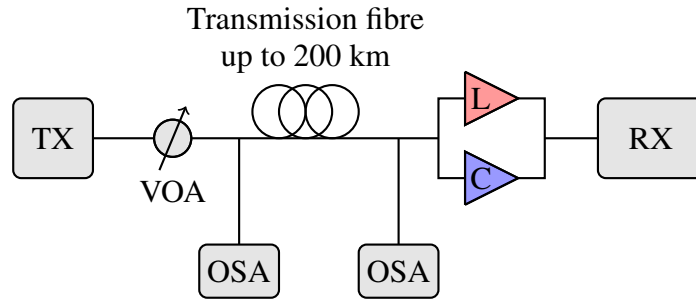 Transmission fibre
up to 200 km
TX
VOA
L
C
RX
OSA
OSA